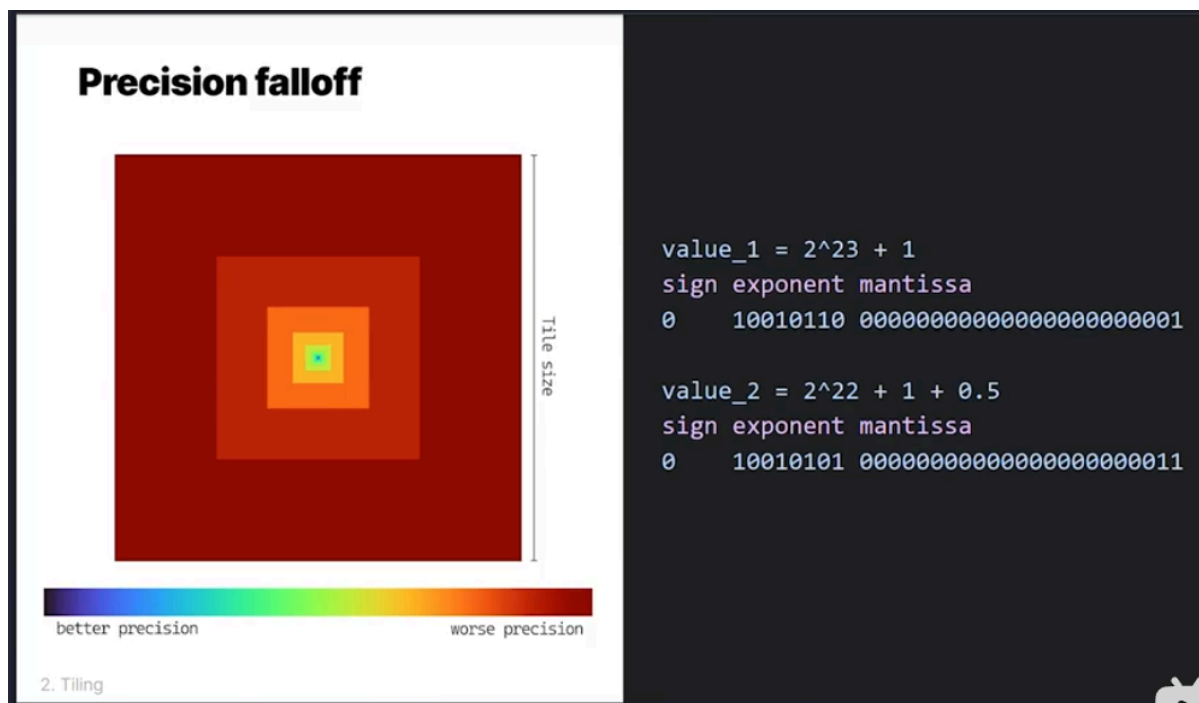 Precision falloff
Tile size
better precision
worse precision
2. Tiling
value_1 = 2^23 + 1
sign exponent mantissa
0 10010110 00000000000000000000001
value_2 = 2^22 + 1 + 0.5
sign exponent mantissa
0 10010101 00000000000000000000011